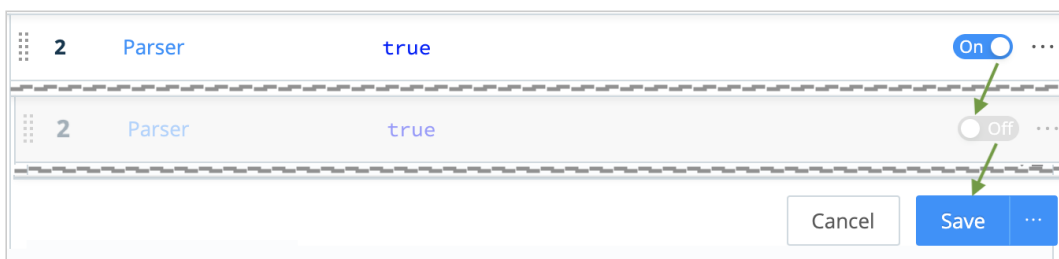 2 Parser true On ...
2 Parser true Off ...
Cancel Save ...